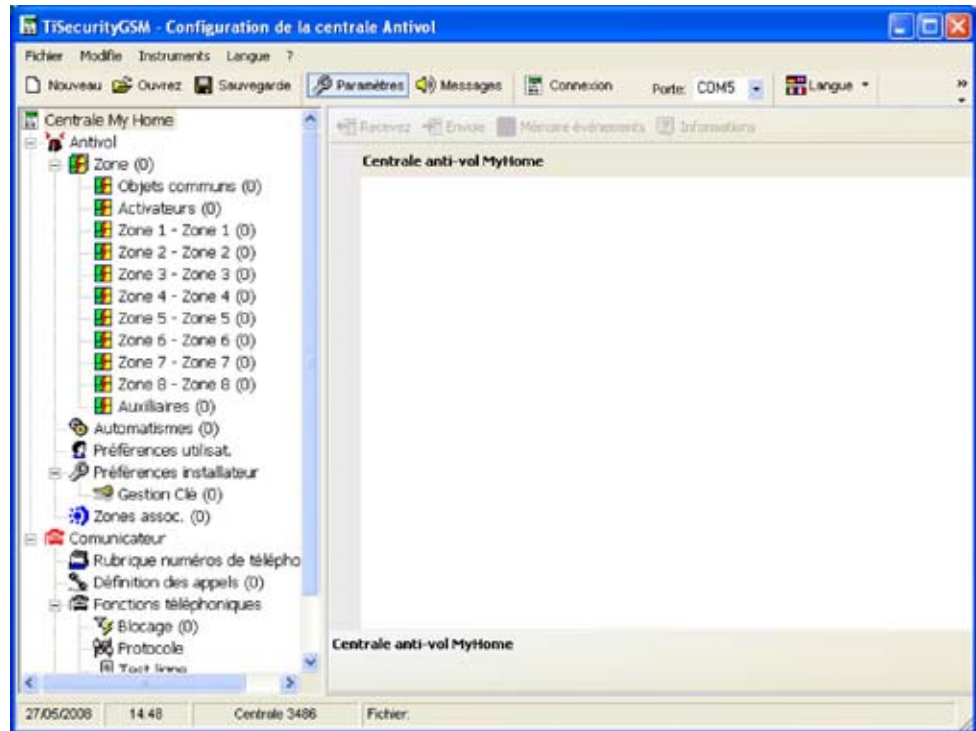 TiSecurityGSM - Configuration de la centrale Antivol
Fichier Modifie Instruments Langue ?
Nouveau Ouvrez Sauvegarde Paramètres Messages Connexion Porte: COM5 Langue
Centrale My Home
Antivol
Zone (0)
Objets communs (0)
Activateurs (0)
Zone 1 - Zone 1 (0)
Zone 2 - Zone 2 (0)
Zone 3 - Zone 3 (0)
Zone 4 - Zone 4 (0)
Zone 5 - Zone 5 (0)
Zone 6 - Zone 6 (0)
Zone 7 - Zone 7 (0)
Zone 8 - Zone 8 (0)
Auxiliaires (0)
Automatismes (0)
Préférences utilisat.
Préférences installateur
Gestion Clé (0)
Zones assoc. (0)
Comunicateur
Rubrique numéros de télépho
Définition des appels (0)
Fonctions téléphoniques
Blocage (0)
Protocole
Test ligne
Recevez Envoie Mémoire événements Informations
Centrale anti-vol MyHome
Centrale anti-vol MyHome
27/05/2008 14.48 Centrale 3486 Fichier: